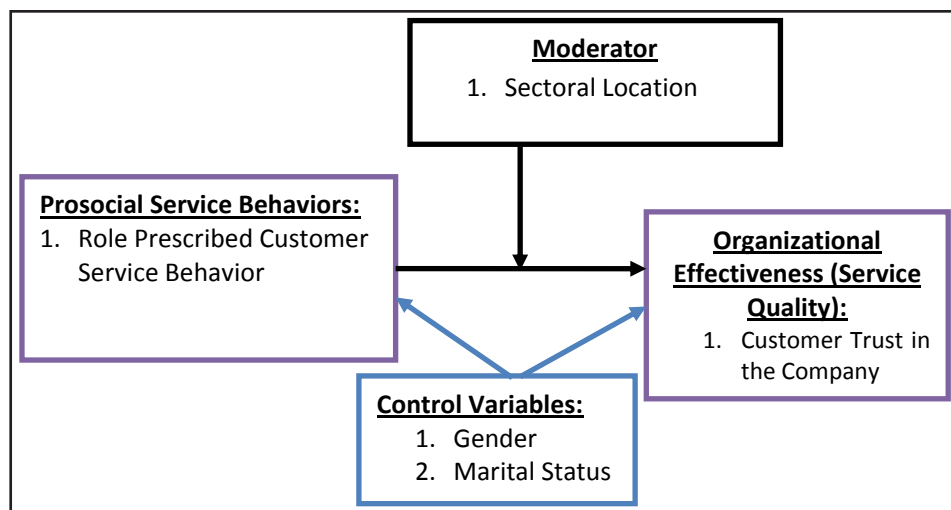 Moderator
1. Sectoral Location
Prosocial Service Behaviors:
1. Role Prescribed Customer
Service Behavior
Organizational
Effectiveness (Service
Quality):
1. Customer Trust in
the Company
Control Variables:
1. Gender
2. Marital Status